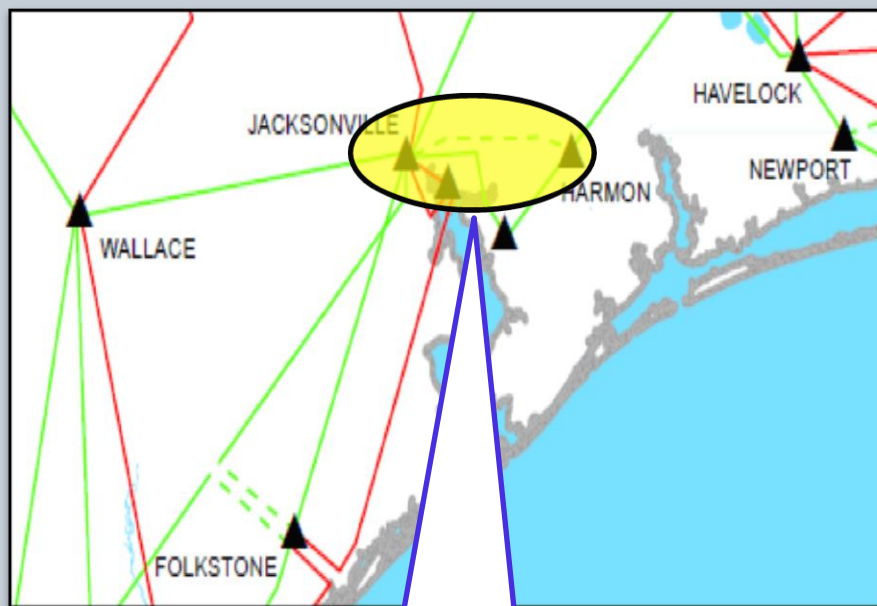 HAVELOCK
JACKSONVILLE
NEWPORT
HARMON
WALLACE
FOLKSTONE